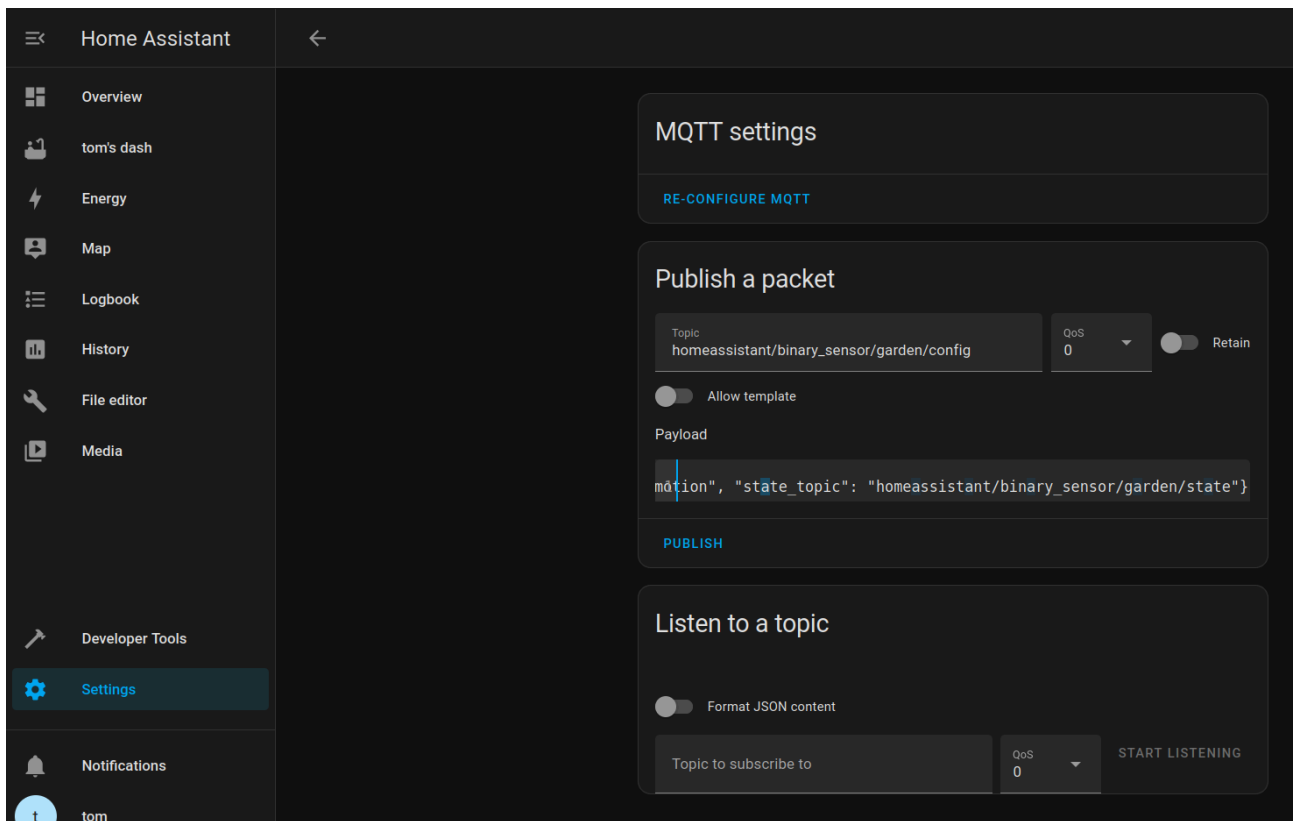 Home Assistant
Overview
tom's dash
Energy
Map
Logbook
History
File editor
Media
Developer Tools
Settings
Notifications
t
tom
MQTT settings
RE-CONFIGURE MQTT
Publish a packet
Topic
homeassistant/binary_sensor/garden/config
QoS
0
Retain
Allow template
Payload
motion", "state_topic": "homeassistant/binary_sensor/garden/state"}
PUBLISH
Listen to a topic
Format JSON content
Topic to subscribe to
QoS
0
START LISTENING